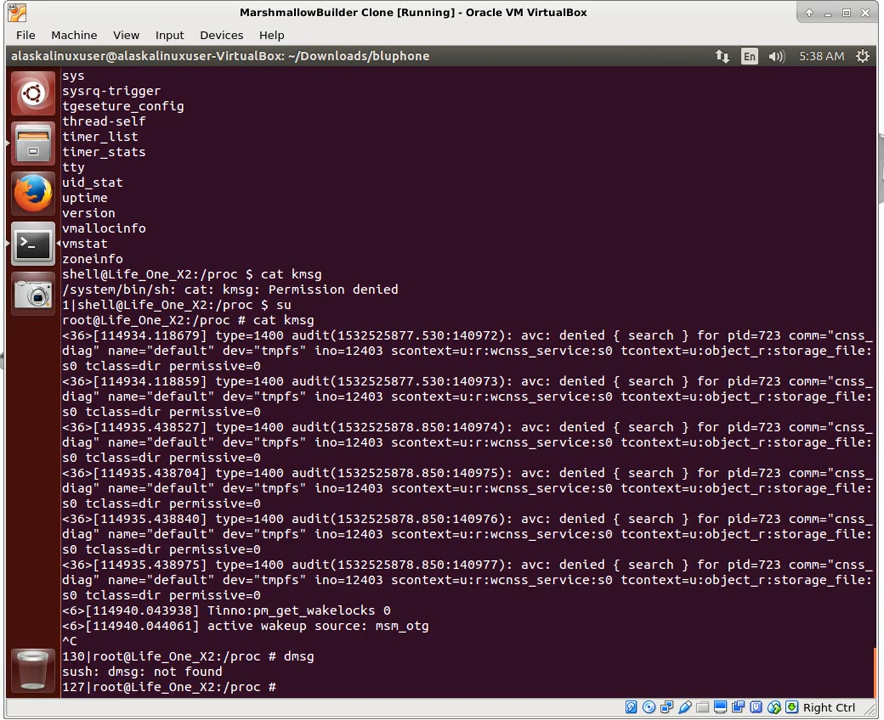 MarshmallowBuilder Clone [Running] - Oracle VM VirtualBox
File Machine View Input Devices Help
alaskalinuxuser@alaskalinuxuser-VirtualBox: ~/Downloads/bluphone
En
5:38 AM
sys
sysrq-trigger
tgeseture_config
thread-self
timer_list
timer_stats
tty
uid_stat
uptime
version
vmallocinfo
vmstat
zoneinfo
shell@Life_One_X2:/proc $ cat kmsg
/system/bin/sh: cat: kmsg: Permission denied
1|shell@Life_One_X2:/proc $ su
root@Life_One_X2:/proc # cat kmsg
<36>[114934.118679] type=1400 audit(1532525877.530:140972): avc: denied { search } for pid=723 comm="cnss_
diag" name="default" dev="tmpfs" ino=12403 scontext=u:r:wcnss_service:s0 tcontext=u:object_r:storage_file:
s0 tclass=dir permissive=0
<36>[114934.118859] type=1400 audit(1532525877.530:140973): avc: denied { search } for pid=723 comm="cnss_
diag" name="default" dev="tmpfs" ino=12403 scontext=u:r:wcnss_service:s0 tcontext=u:object_r:storage_file:
s0 tclass=dir permissive=0
<36>[114935.438527] type=1400 audit(1532525878.850:140974): avc: denied { search } for pid=723 comm="cnss_
diag" name="default" dev="tmpfs" ino=12403 scontext=u:r:wcnss_service:s0 tcontext=u:object_r:storage_file:
s0 tclass=dir permissive=0
<36>[114935.438704] type=1400 audit(1532525878.850:140975): avc: denied { search } for pid=723 comm="cnss_
diag" name="default" dev="tmpfs" ino=12403 scontext=u:r:wcnss_service:s0 tcontext=u:object_r:storage_file:
s0 tclass=dir permissive=0
<36>[114935.438840] type=1400 audit(1532525878.850:140976): avc: denied { search } for pid=723 comm="cnss_
diag" name="default" dev="tmpfs" ino=12403 scontext=u:r:wcnss_service:s0 tcontext=u:object_r:storage_file:
s0 tclass=dir permissive=0
<36>[114935.438975] type=1400 audit(1532525878.850:140977): avc: denied { search } for pid=723 comm="cnss_
diag" name="default" dev="tmpfs" ino=12403 scontext=u:r:wcnss_service:s0 tcontext=u:object_r:storage_file:
s0 tclass=dir permissive=0
<6>[114940.043938] Tinno:pm_get_wakelocks 0
<6>[114940.044061] active wakeup source: msm_otg
^C
130|root@Life_One_X2:/proc # dmsg
sush: dmsg: not found
127|root@Life_One_X2:/proc #
Right Ctrl